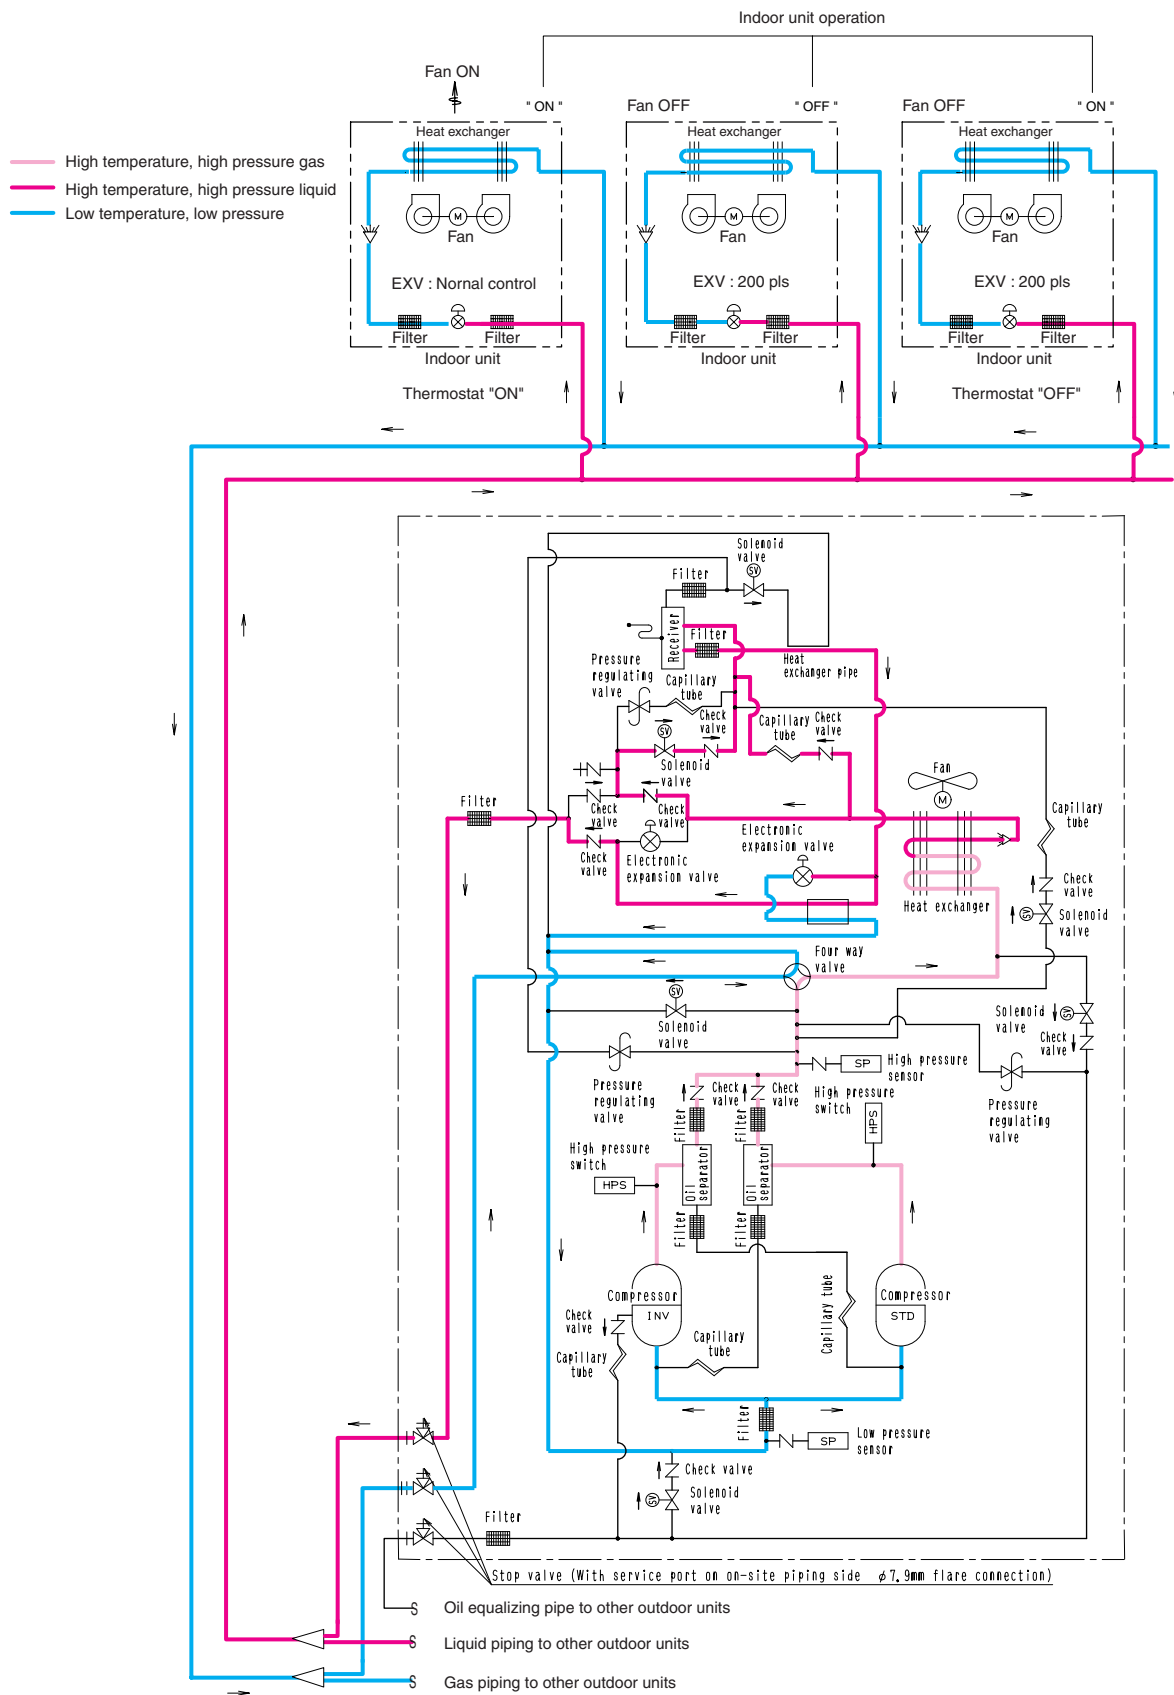 Indoor unit operation
Fan ON
" ON "
Fan OFF
" OFF "
Fan OFF
" ON "
Heat exchanger
Heat exchanger
Heat exchanger
High temperature, high pressure gas
High temperature, high pressure liquid
Low temperature, low pressure
M
M
M
Fan
Fan
Fan
EXV : Nornal control
EXV : 200 pls
EXV : 200 pls
Filter
Filter
Filter
Filter
Filter
Filter
Indoor unit
Indoor unit
Indoor unit
Thermostat "ON"
Thermostat "OFF"
Solenoid
valve
SV
Filter
Receiver
Filter
Heat
exchanger pipe
Pressure
regulating
valve
Capillary
tube
Check
valve
Capillary
tube
Check
valve
SV
Solenoid
valve
Fan
M
Filter
Check
valve
Check
valve
Capillary
tube
Electronic
expansion valve
Check
valve
Electronic
expansion valve
Heat exchanger
Check
valve
SV
Solenoid
valve
Four way
valve
SV
Solenoid
valve
Solenoid
valve
SV
Check
valve
Pressure
regulating
valve
SP
High pressure
sensor
Check
valve
Check
valve
High pressure
switch
HPS
Pressure
regulating
valve
Filter
Filter
High pressure
switch
HPS
Oil
separator
Oil
separator
Filter
Filter
Compressor
INV
Compressor
STD
Check
valve
Capillary
tube
Capillary
tube
Capillary tube
Filter
SP
Low pressure
sensor
Check valve
SV
Solenoid
valve
Filter
Stop valve (With service port on on-site piping side φ7.9mm flare connection)
Oil equalizing pipe to other outdoor units
Liquid piping to other outdoor units
Gas piping to other outdoor units